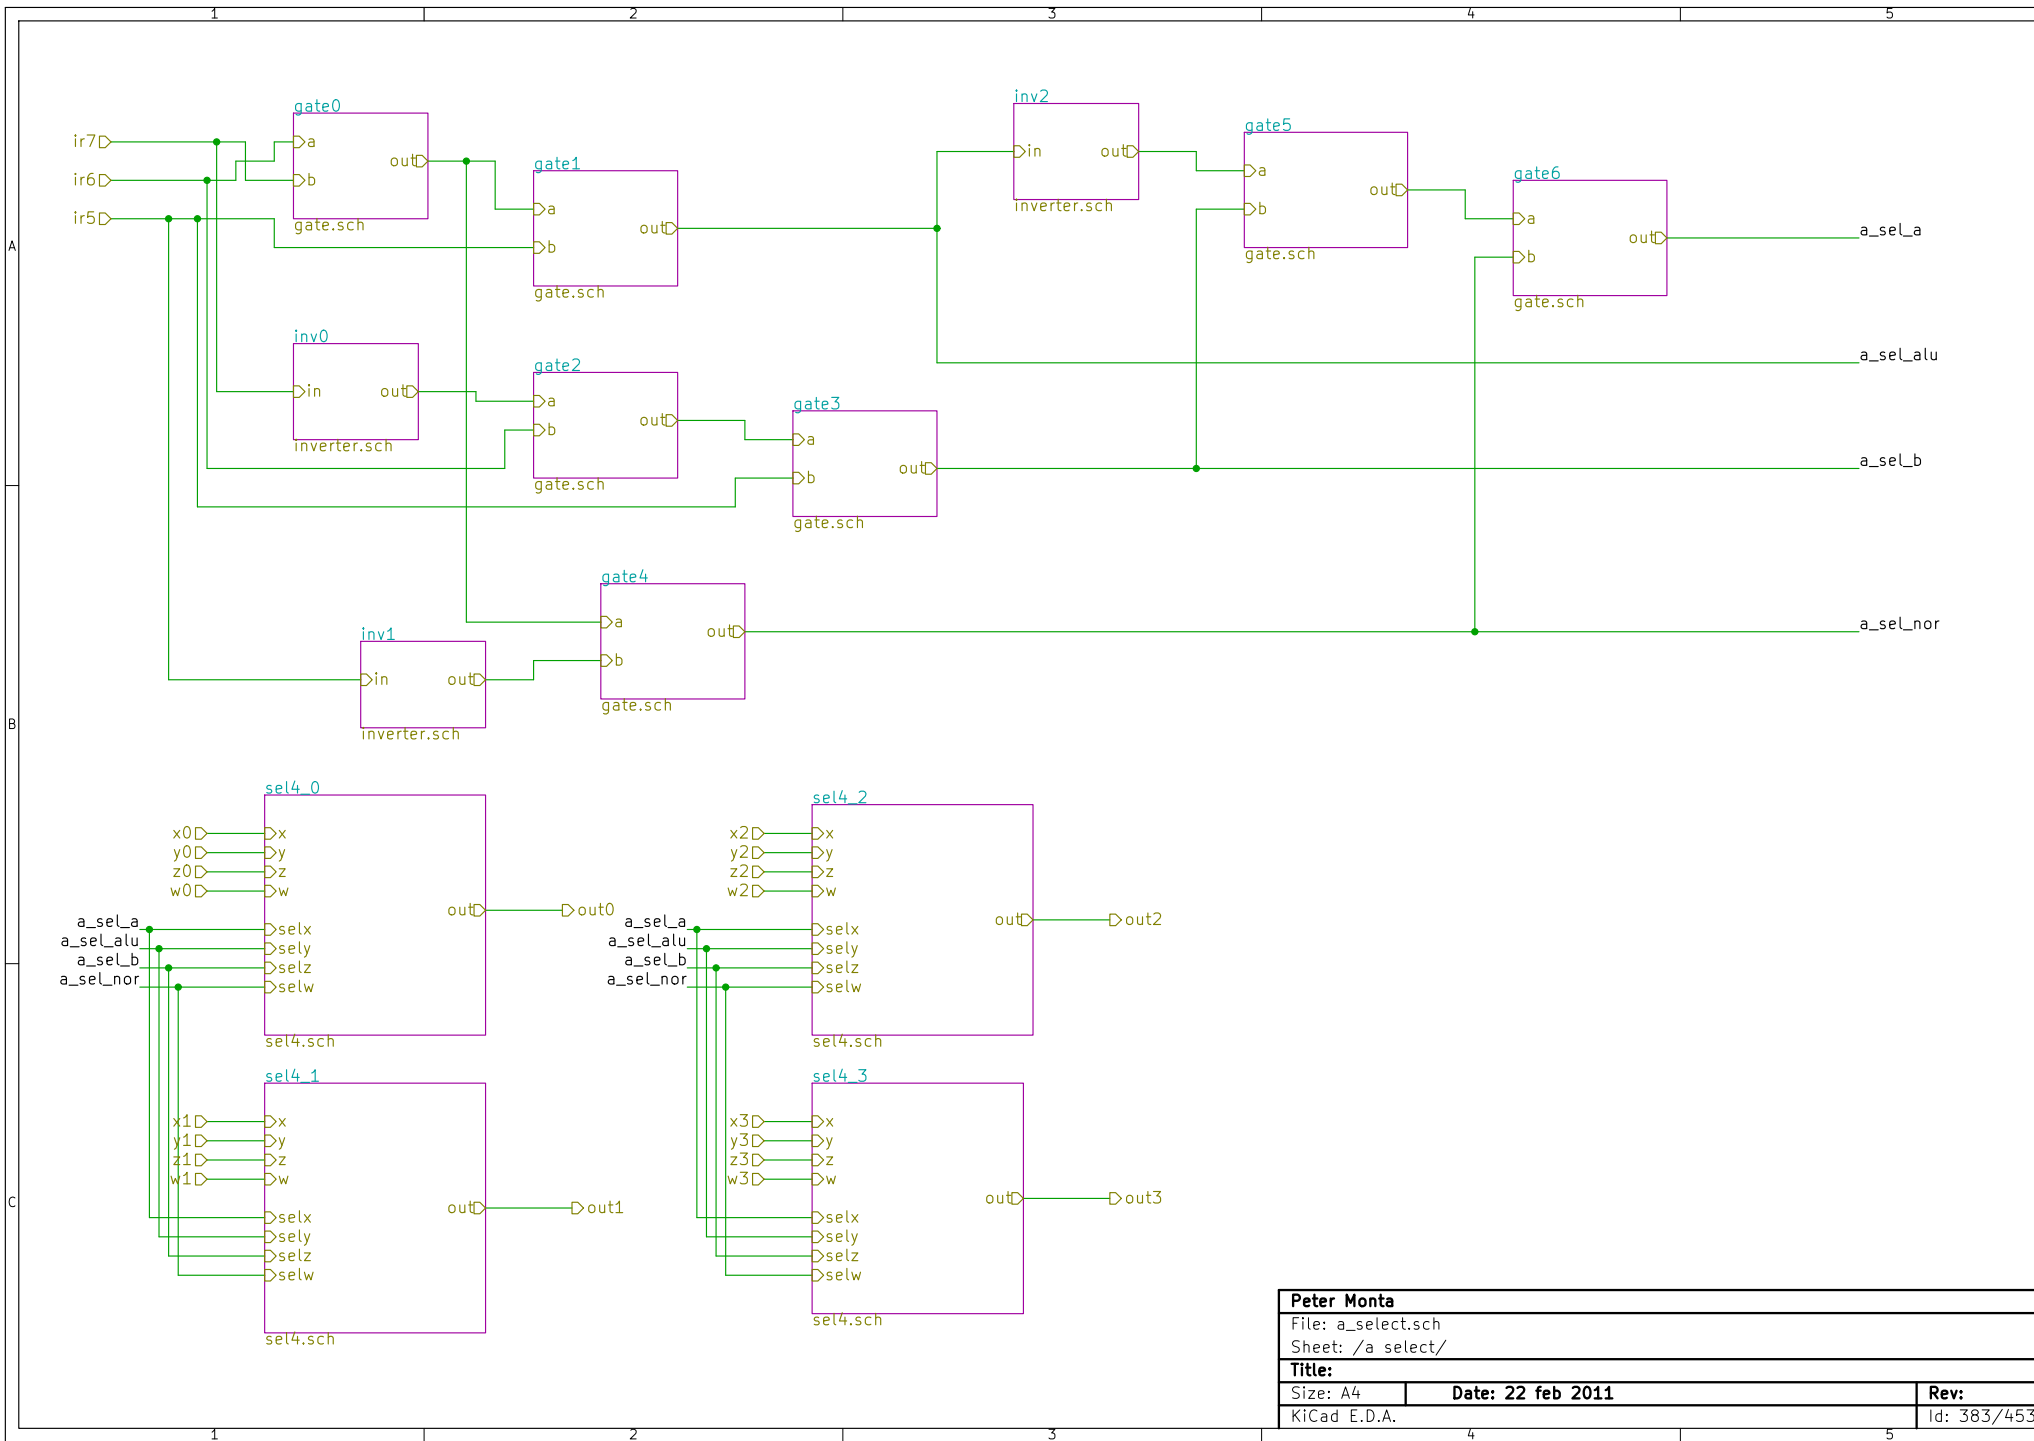 1 2 3 4 5
A
B
C
gate0
ir7 a
out
ir6 b
ir5
gate.sch
gate1
a
out
b
gate.sch
inv2
in out
inverter.sch
gate5
a
out
b
gate.sch
gate6
a
out
b
gate.sch
a_sel_a
a_sel_alu
inv0
in out
inverter.sch
gate2
a
out
b
gate.sch
gate3
a
out
b
gate.sch
a_sel_b
gate4
a
out
b
gate.sch
a_sel_nor
inv1
in out
inverter.sch
sel4_0
x0 x
y0 y
z0 z
w0 w
out out0
a_sel_a selx
a_sel_alu sely
a_sel_b selz
a_sel_nor selw
sel4.sch
sel4_2
x2 x
y2 y
z2 z
w2 w
out out2
a_sel_a selx
a_sel_alu sely
a_sel_b selz
a_sel_nor selw
sel4.sch
sel4_1
x1 x
y1 y
z1 z
w1 w
out out1
selx
sely
selz
selw
sel4.sch
sel4_3
x3 x
y3 y
z3 z
w3 w
out out3
selx
sely
selz
selw
sel4.sch
Peter Monta
File: a_select.sch
Sheet: /a select/
Title:
Size: A4 Date: 22 feb 2011 Rev:
KiCad E.D.A. Id: 383/453
1 2 3 4 5